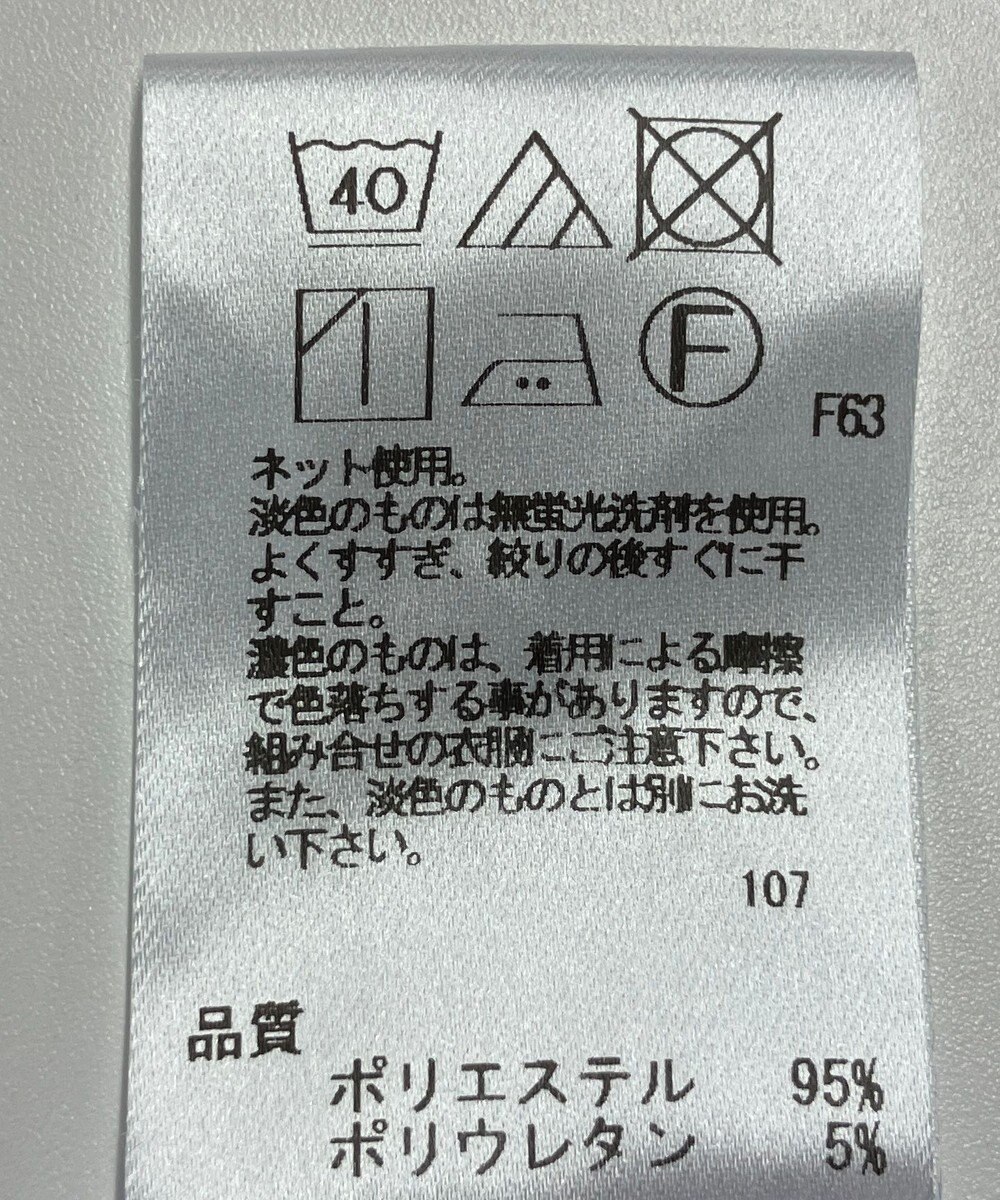 40
F
F63
ネット使用。
淡色のものは無蛍光洗剤を使用。
よくすすぎ、絞りの後すぐに干
すこと。
濃色のものは、着用による摩擦
で色落ちする事がありますので、
組み合せの衣服にご注意下さい。
また、淡色のものとは別にお洗
い下さい。
107
品質
ポリエステル 95%
ポリウレタン 5%